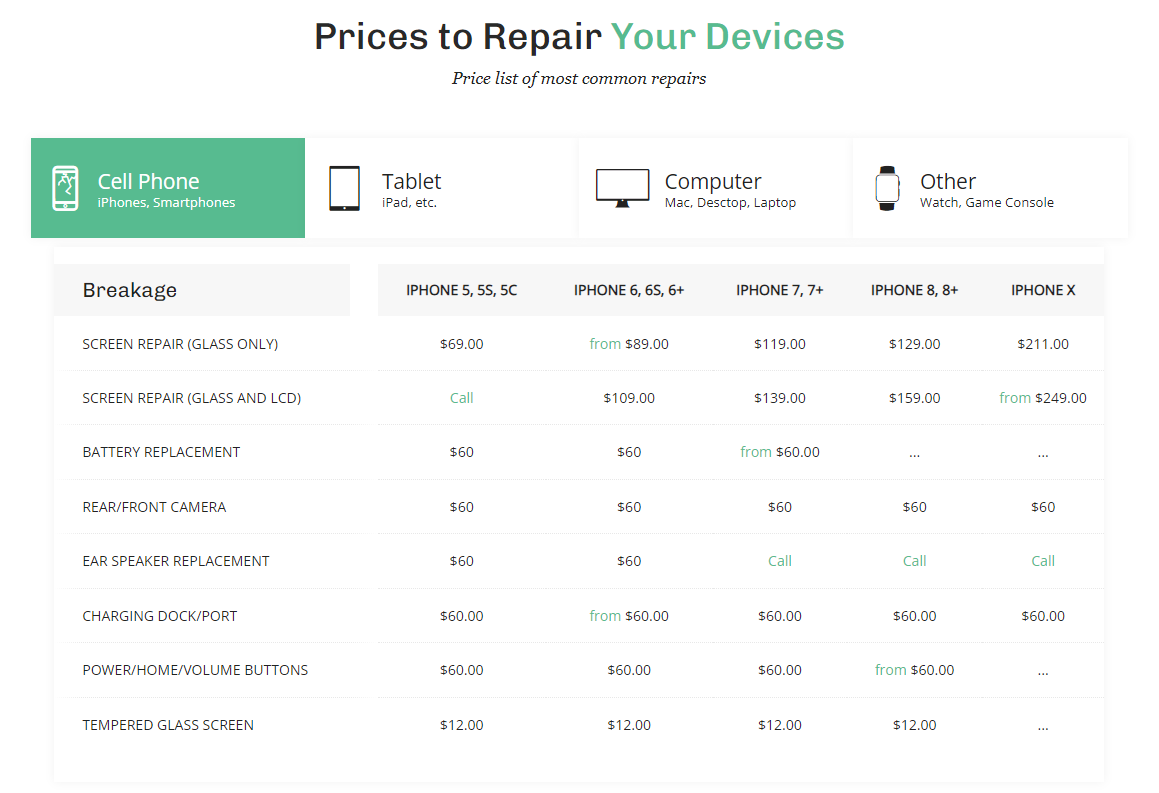 Prices to Repair Your Devices
Price list of most common repairs
Cell Phone
iPhones, Smartphones
Tablet
iPad, etc.
Computer
Mac, Desctop, Laptop
Other
Watch, Game Console
Breakage IPHONE 5, 5S, 5C IPHONE 6, 6S, 6+ IPHONE 7, 7+ IPHONE 8, 8+ IPHONE X
SCREEN REPAIR (GLASS ONLY) $69.00 from $89.00 $119.00 $129.00 $211.00
SCREEN REPAIR (GLASS AND LCD) Call $109.00 $139.00 $159.00 from $249.00
BATTERY REPLACEMENT $60 $60 from $60.00 ... ...
REAR/FRONT CAMERA $60 $60 $60 $60 $60
EAR SPEAKER REPLACEMENT $60 $60 Call Call Call
CHARGING DOCK/PORT $60.00 from $60.00 $60.00 $60.00 $60.00
POWER/HOME/VOLUME BUTTONS $60.00 $60.00 $60.00 from $60.00 ...
TEMPERED GLASS SCREEN $12.00 $12.00 $12.00 $12.00 ...